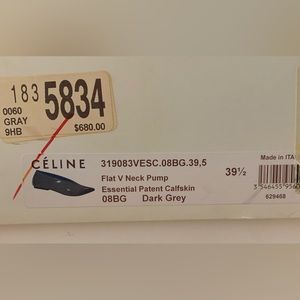 183 5834
0060
GRAY
9HB
$680.00
CÉLINE
319083VESC.08BG.39,5
Flat V Neck Pump
Essential Patent Calfskin
08BG Dark Grey
39½
Made in ITA
829468